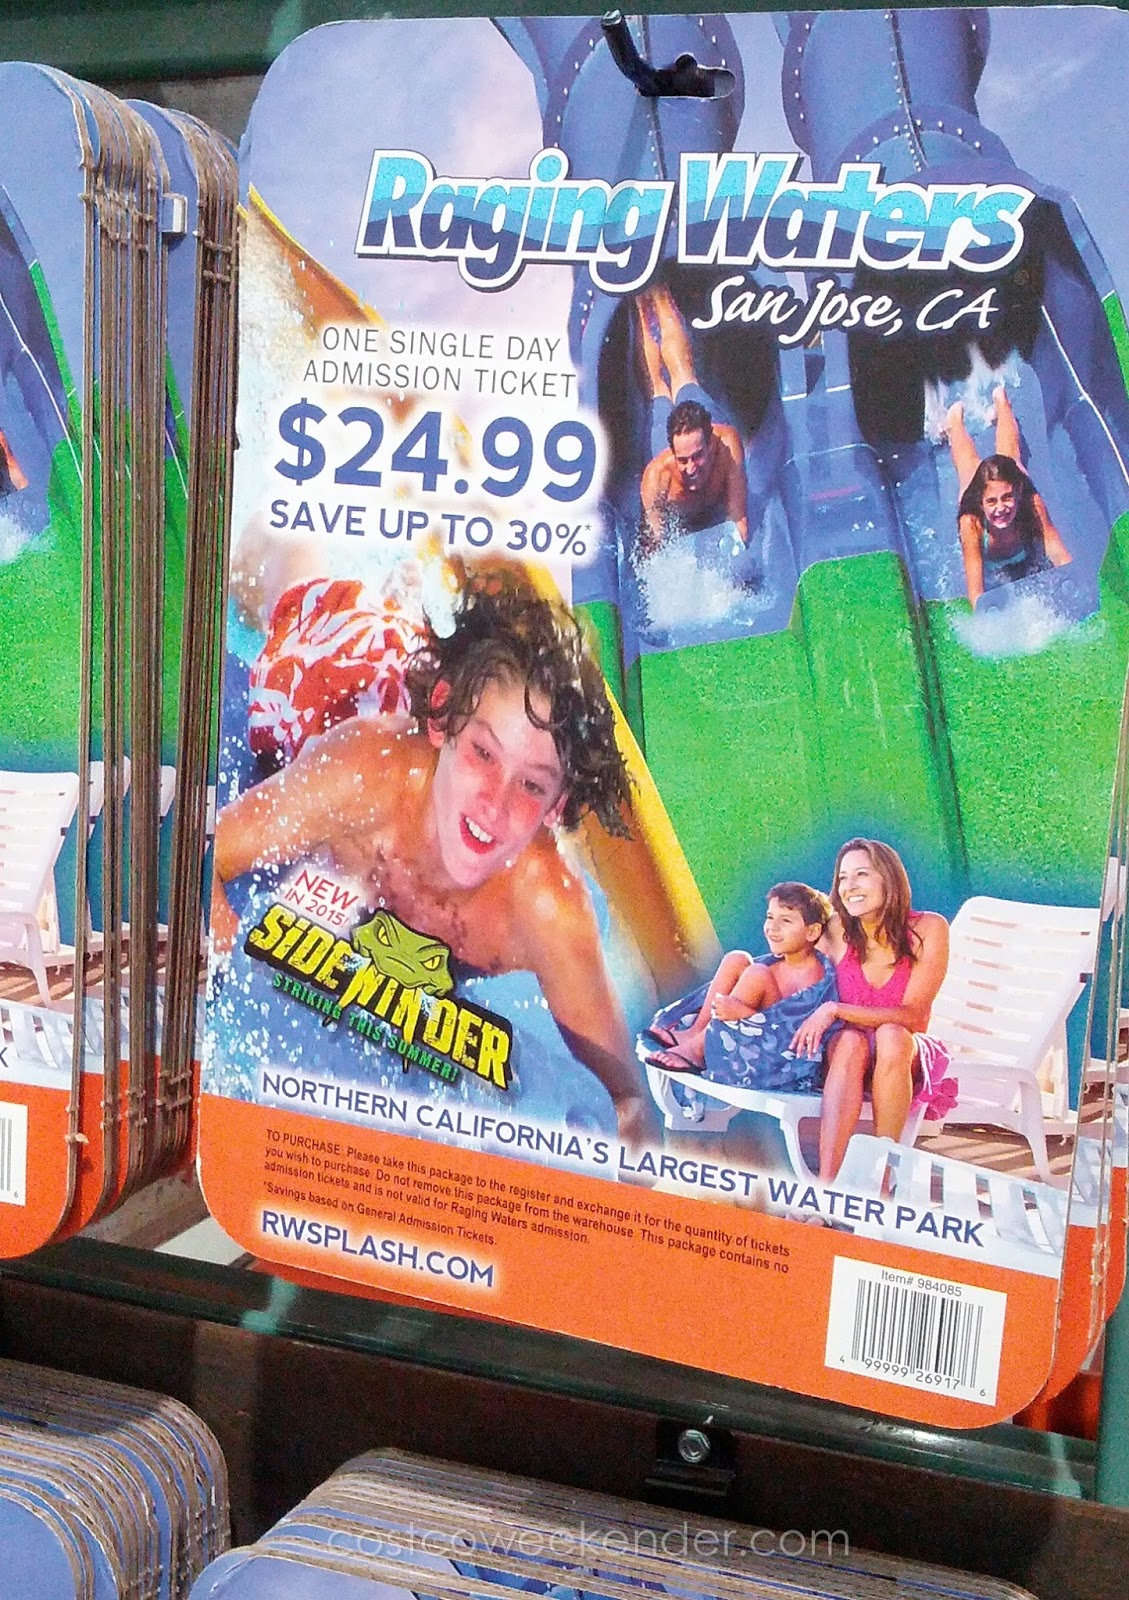 Raging Waters
San Jose, CA
ONE SINGLE DAY
ADMISSION TICKET
$24.99
SAVE UP TO 30%*
NEW
IN 2015!
SiDEWiNDER
STRIKING THIS SUMMER!
NORTHERN CALIFORNIA'S LARGEST WATER PARK
TO PURCHASE: Please take this package to the register and exchange it for the quantity of tickets
you wish to purchase. Do not remove this package from the warehouse. This package contains no
admission tickets and is not valid for Raging Waters admission.
*Savings based on General Admission Tickets.
RWSPLASH.COM
Item# 984085
4 99999 26917 6
K
6
costcoweekender.com